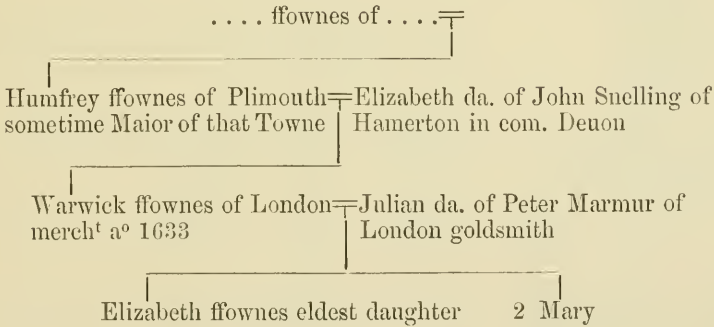 . . . . ffownes of . . . .
Humfrey ffownes of Plimouth=Elizabeth da. of John Snelling of
sometime Maior of that Towne Hamerton in com. Deuon
Warwick ffownes of London=Julian da. of Peter Marmur of
mercht ao 1633 London goldsmith
Elizabeth ffownes eldest daughter 2 Mary